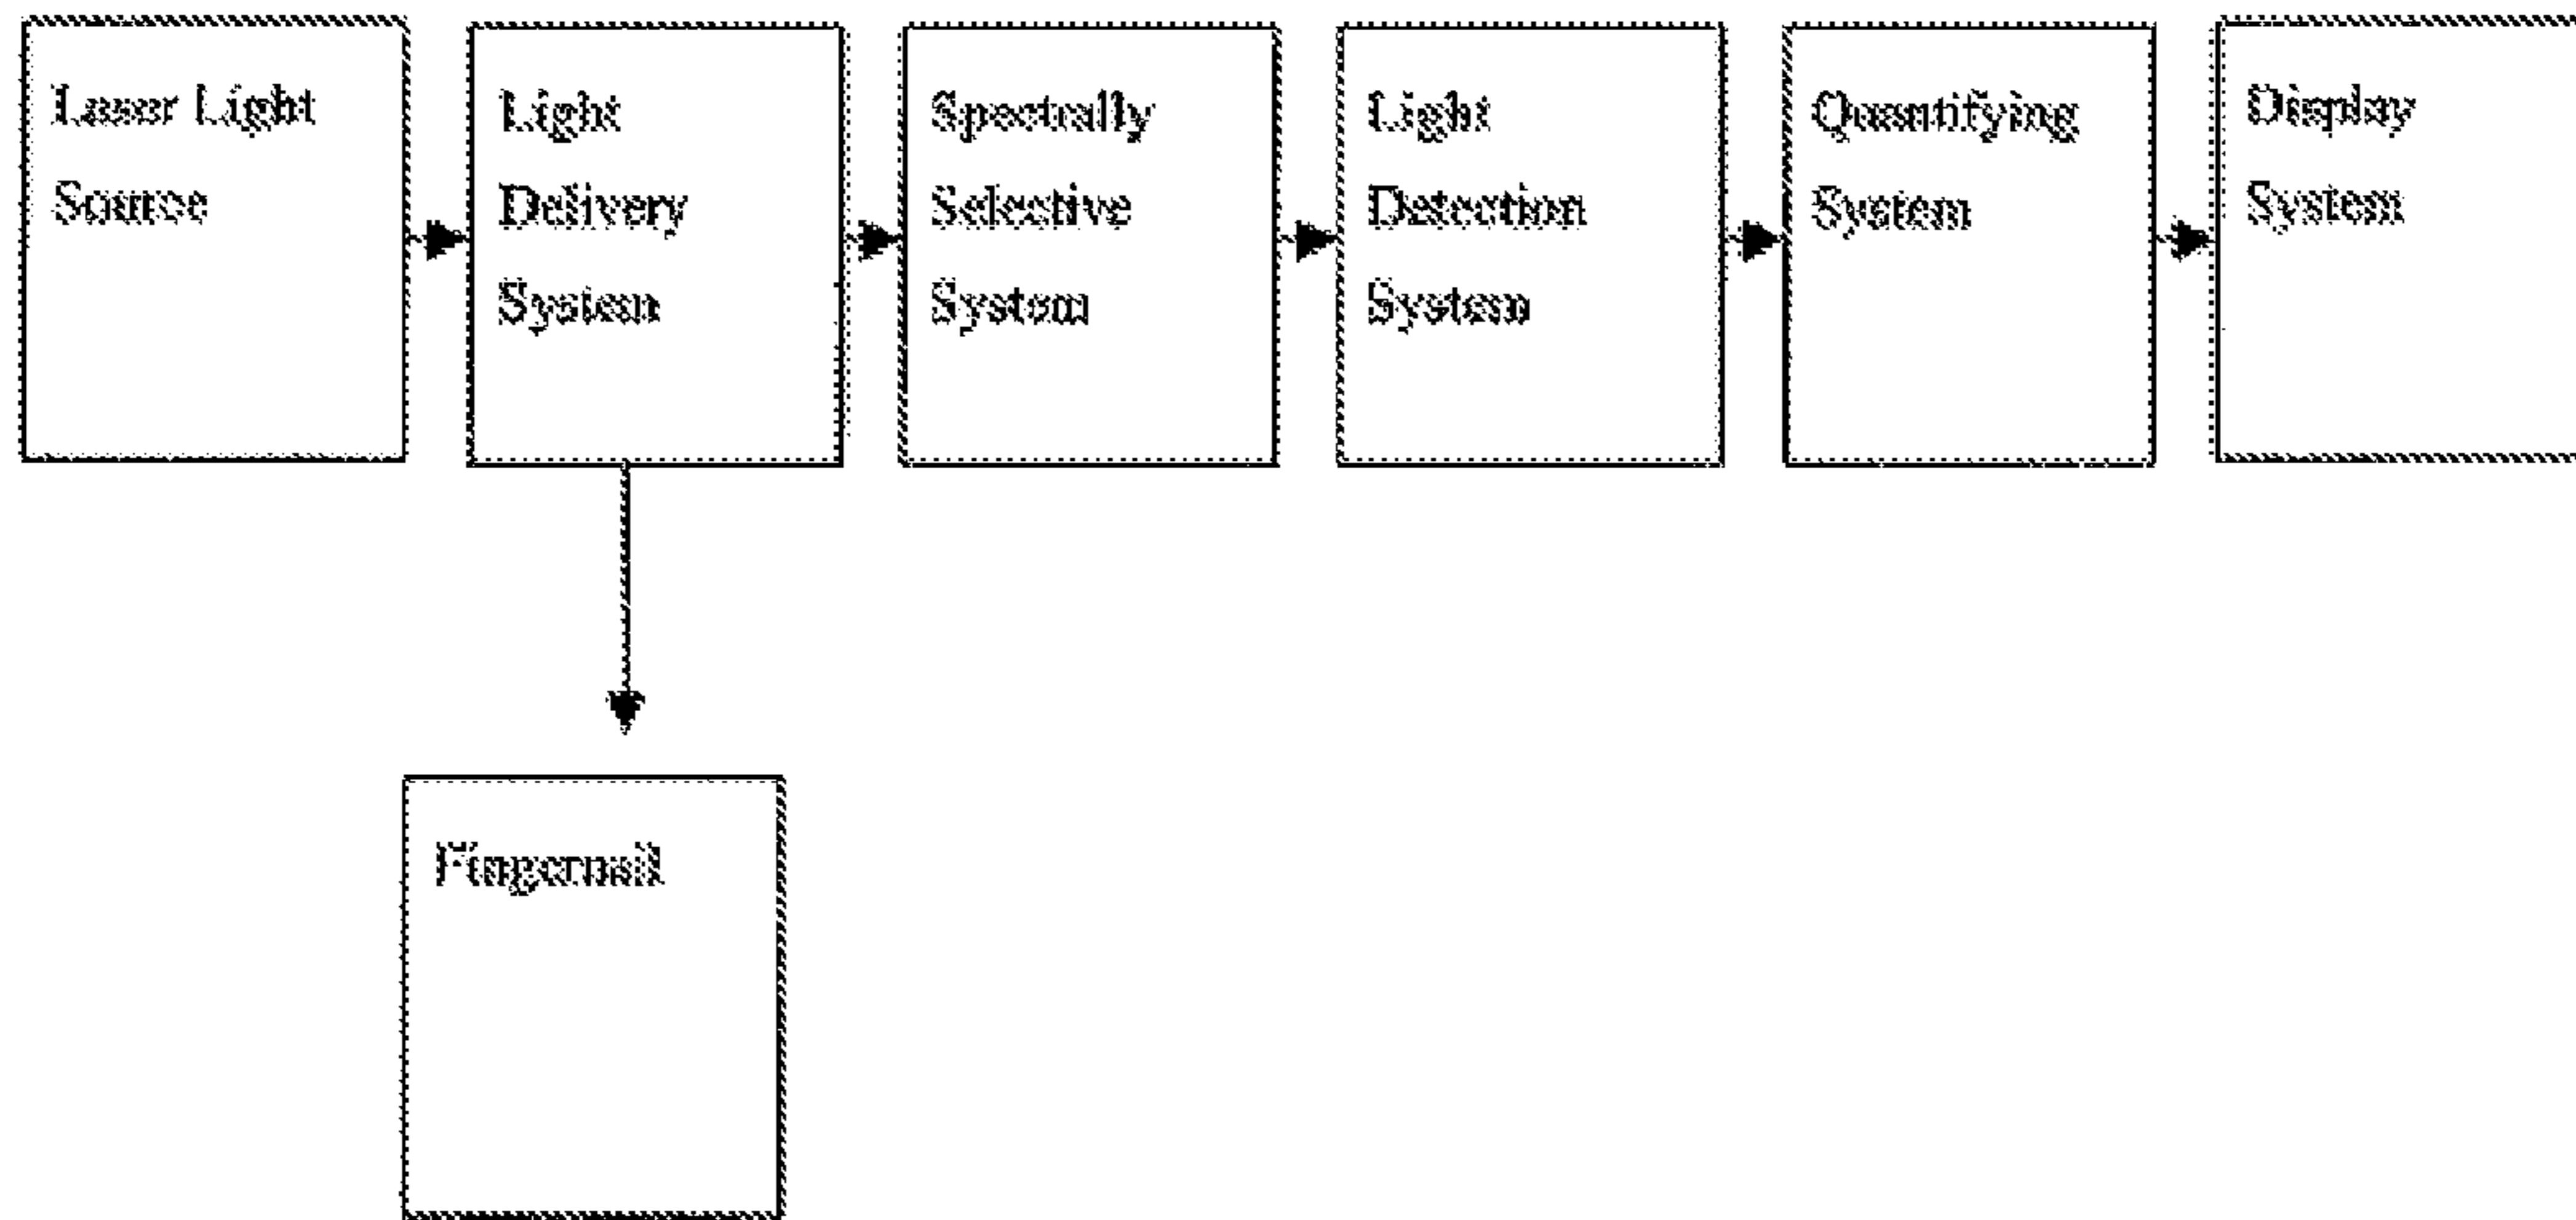 Laser Light
Source
Light
Delivery
System
Spectrally
Selective
System
Light
Detection
System
Quantifying
System
Display
System
Fingernail